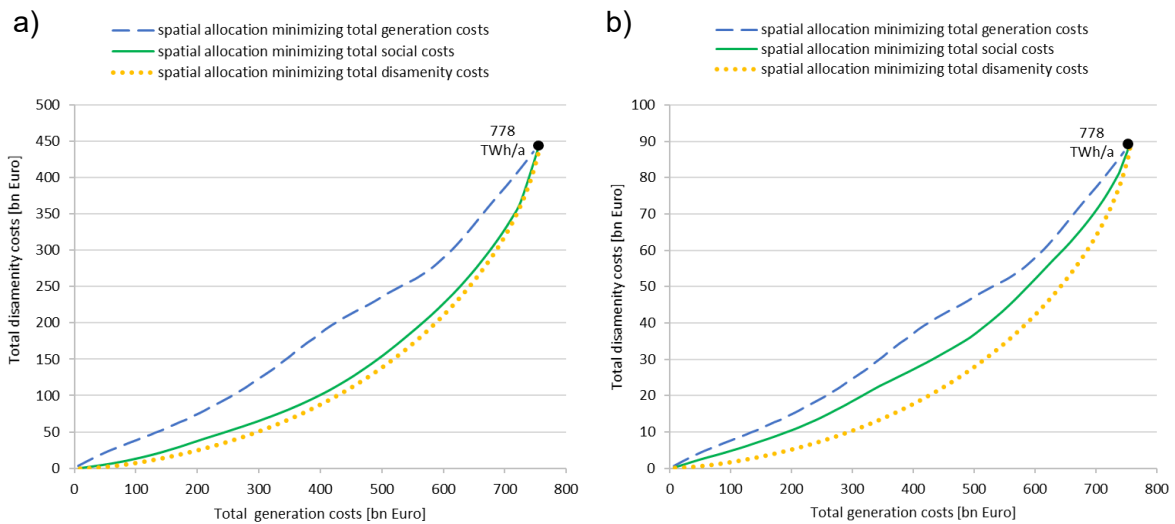 a)
spatial allocation minimizing total generation costs
spatial allocation minimizing total social costs
spatial allocation minimizing total disamenity costs
500
450
400
350
300
250
200
150
100
50
0
Total disamenity costs [bn Euro]
778
TWh/a
0 100 200 300 400 500 600 700 800
Total generation costs [bn Euro]
b)
spatial allocation minimizing total generation costs
spatial allocation minimizing total social costs
spatial allocation minimizing total disamenity costs
100
90
80
70
60
50
40
30
20
10
0
Total disamenity costs [bn Euro]
778
TWh/a
0 100 200 300 400 500 600 700 800
Total generation costs [bn Euro]